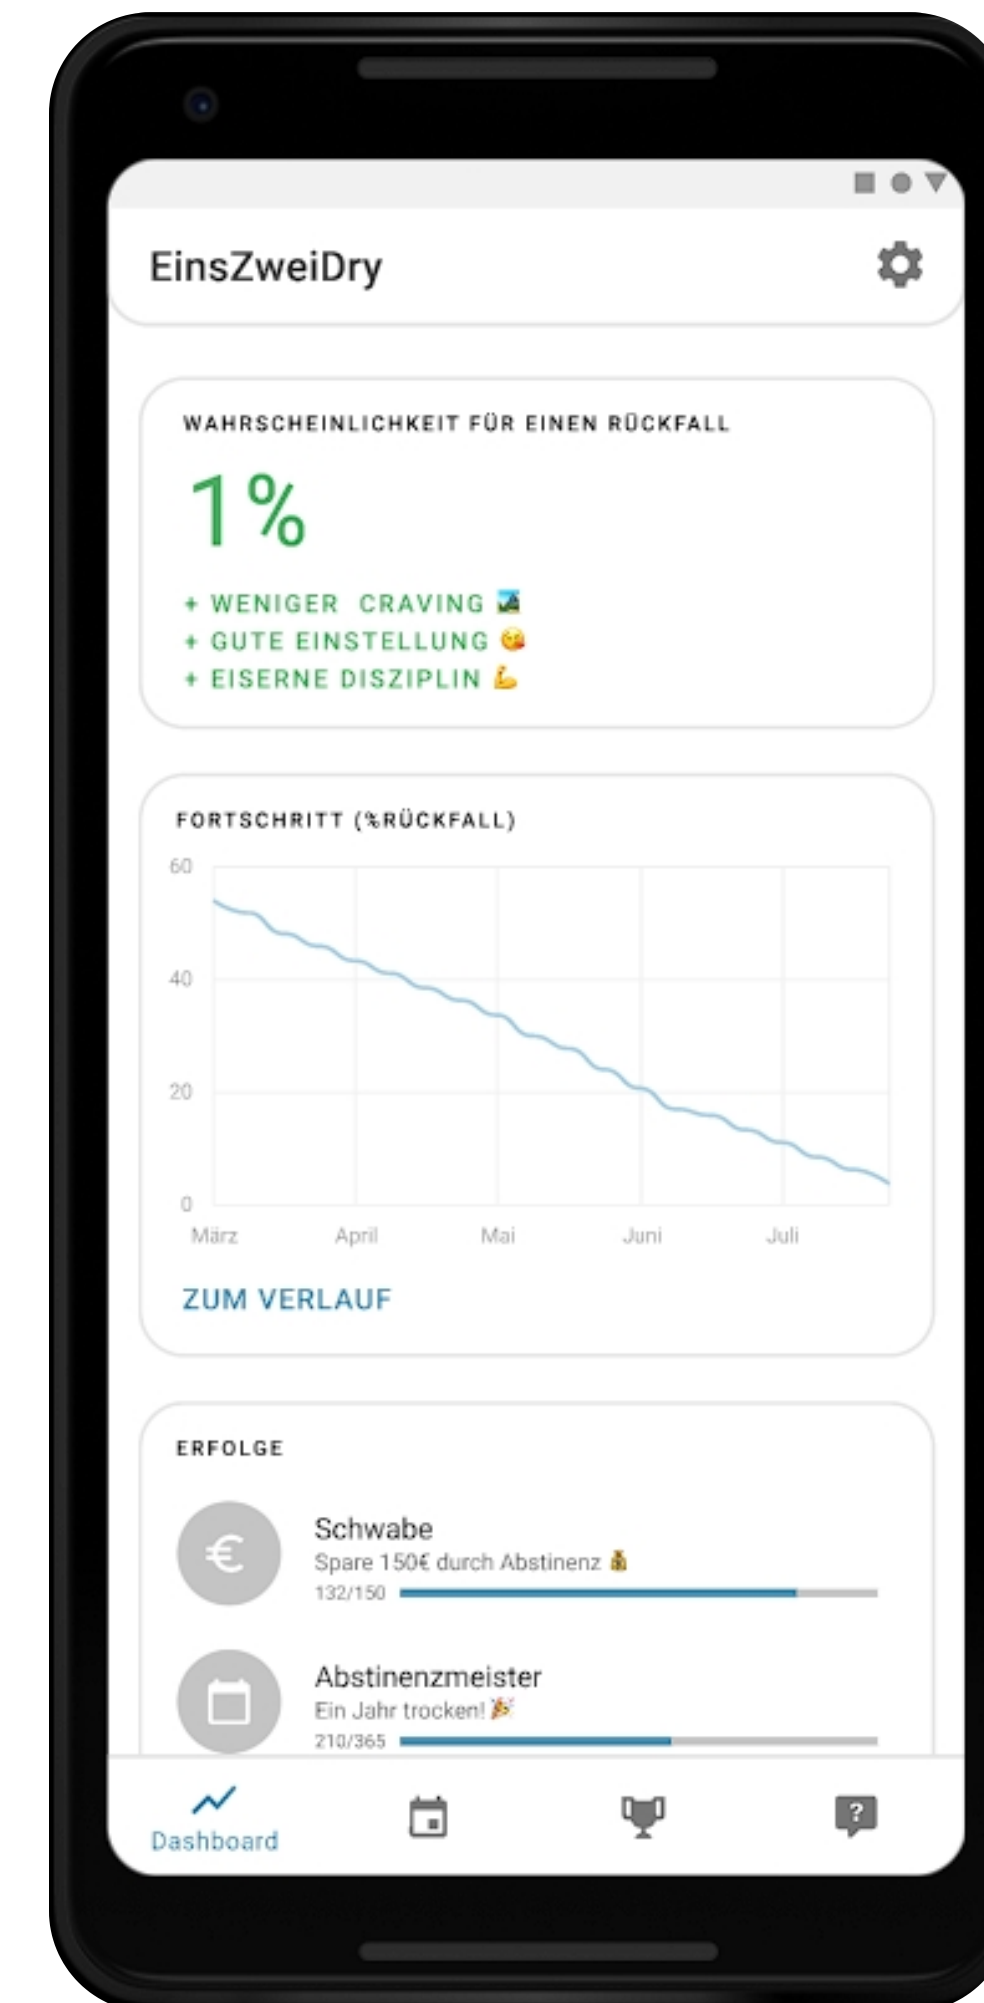 EinsZweiDry
WAHRSCHEINLICHKEIT FÜR EINEN RÜCKFALL
1%
+ WENIGER CRAVING 🏞️
+ GUTE EINSTELLUNG 😘
+ EISERNE DISZIPLIN 💪
FORTSCHRITT (%RÜCKFALL)
60
40
20
0
März April Mai Juni Juli
ZUM VERLAUF
ERFOLGE
€
Schwabe
Spare 150€ durch Abstinenz 💰
132/150
Abstinenzmeister
Ein Jahr trocken! 🎉
210/365
?
Dashboard